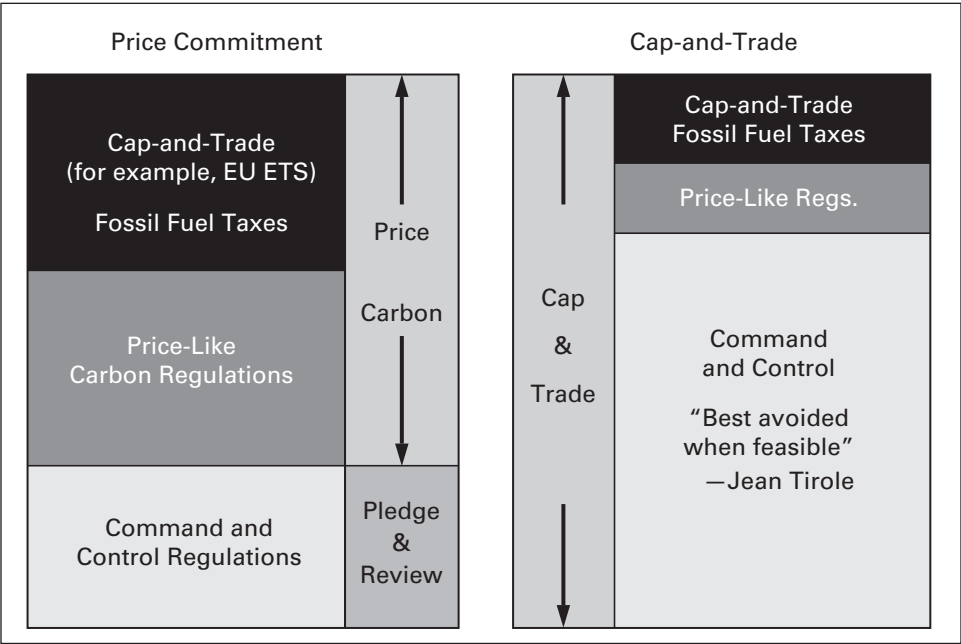 Price Commitment
Cap-and-Trade
(for example, EU ETS)
Fossil Fuel Taxes
Price-Like
Carbon Regulations
Command and
Control Regulations
Price
Carbon
Pledge
&
Review
Cap-and-Trade
Cap
&
Trade
Cap-and-Trade
Fossil Fuel Taxes
Price-Like Regs.
Command
and Control
“Best avoided
when feasible”
—Jean Tirole